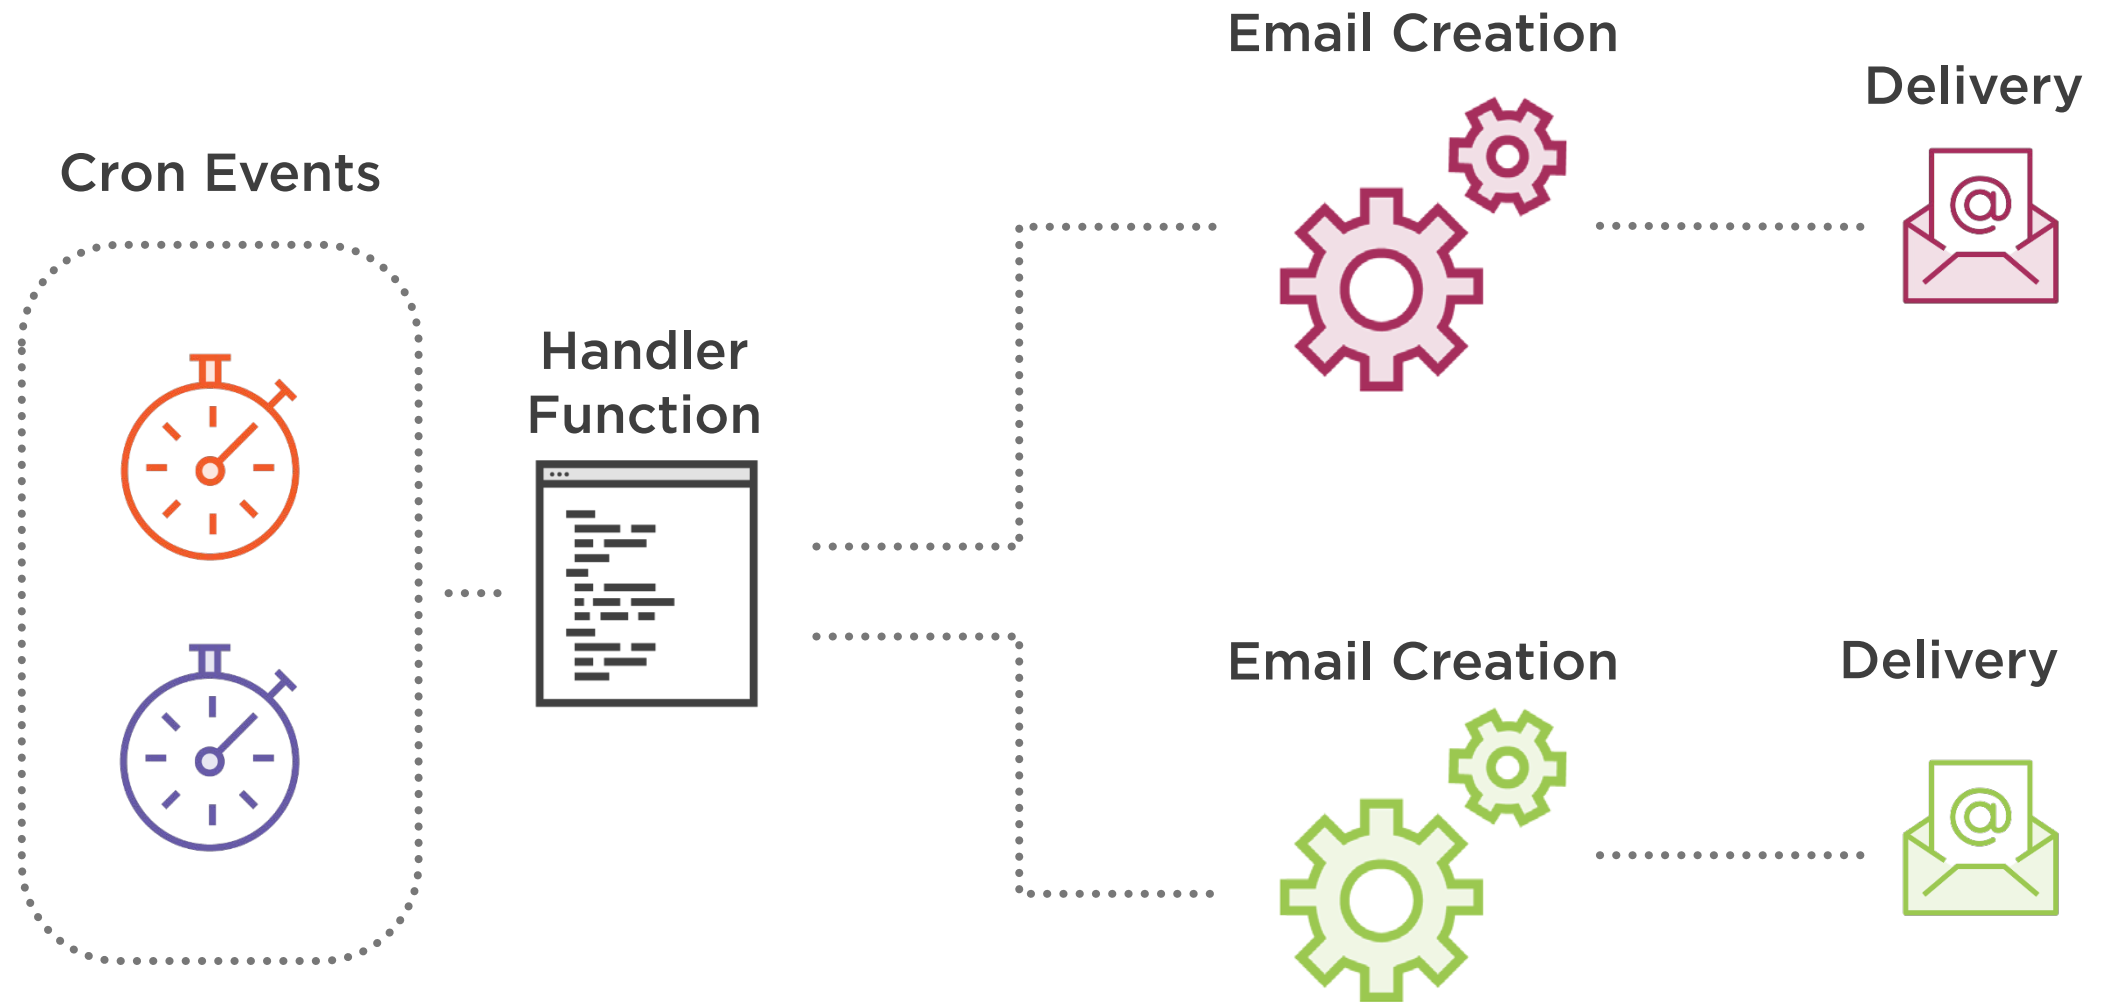 Cron Events
Handler
Function
Email Creation
Delivery
@
Email Creation
Delivery
@